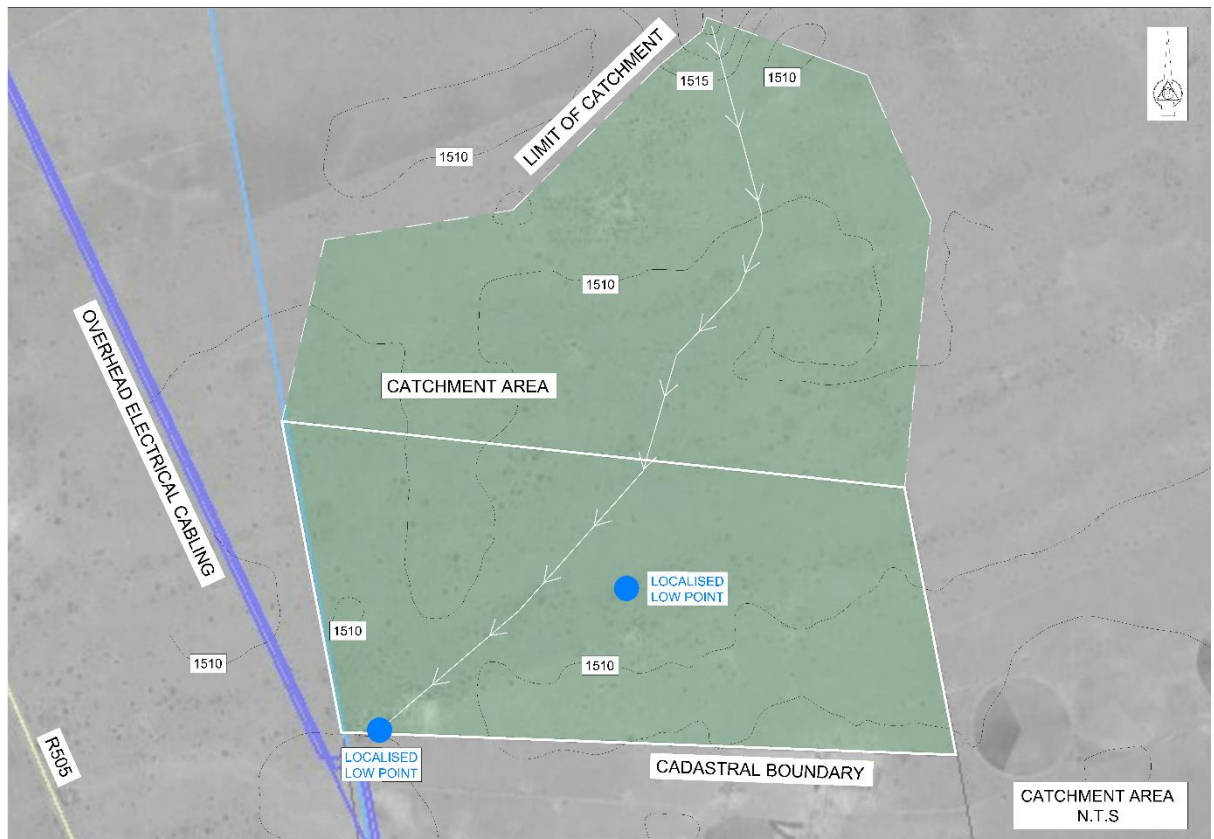 LIMIT OF CATCHMENT
1515
1510
1510
1510
OVERHEAD ELECTRICAL CABLING
CATCHMENT AREA
LOCALISED
LOW POINT
1510
1510
1510
R505
LOCALISED
LOW POINT
CADASTRAL BOUNDARY
CATCHMENT AREA
N.T.S